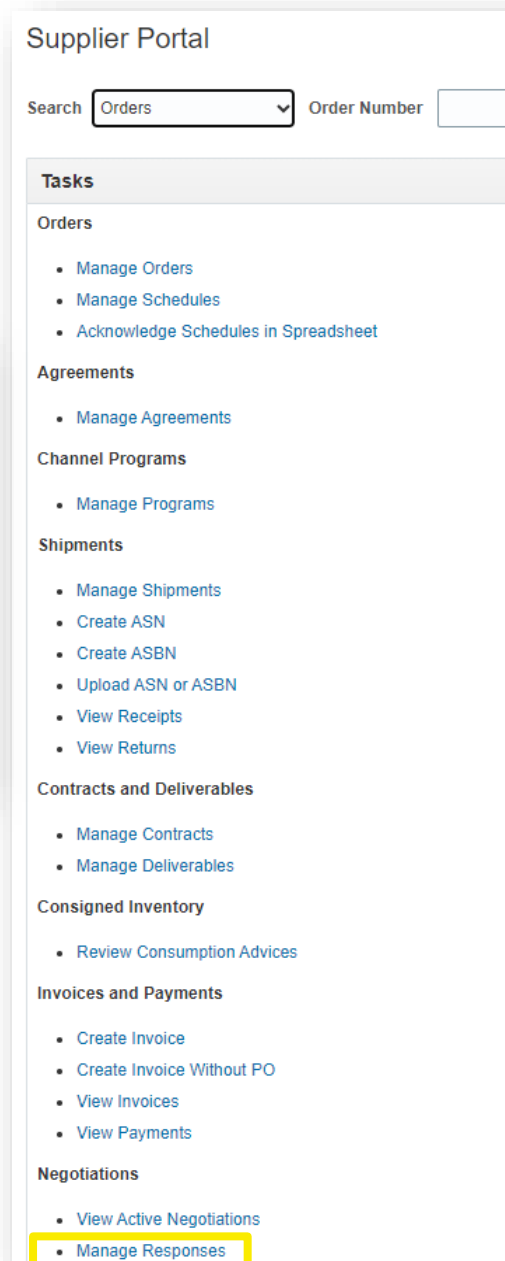 Supplier Portal
Search Orders Order Number
Tasks
Orders
Manage Orders
Manage Schedules
Acknowledge Schedules in Spreadsheet
Agreements
Manage Agreements
Channel Programs
Manage Programs
Shipments
Manage Shipments
Create ASN
Create ASBN
Upload ASN or ASBN
View Receipts
View Returns
Contracts and Deliverables
Manage Contracts
Manage Deliverables
Consigned Inventory
Review Consumption Advices
Invoices and Payments
Create Invoice
Create Invoice Without PO
View Invoices
View Payments
Negotiations
View Active Negotiations
Manage Responses